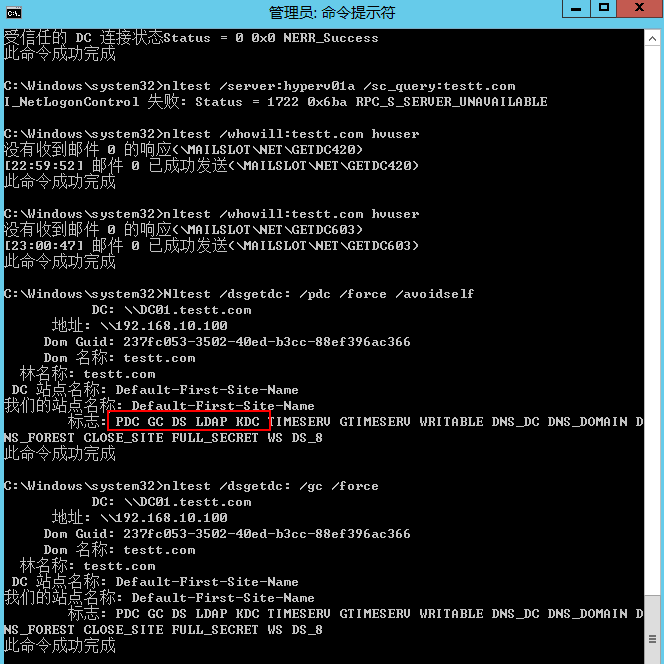 管理员: 命令提示符
受信任的 DC 连接状态Status = 0 0x0 NERR_Success
此命令成功完成
C:\Windows\system32>nltest /server:hyperv01a /sc_query:testt.com
I_NetLogonControl 失败: Status = 1722 0x6ba RPC_S_SERVER_UNAVAILABLE
C:\Windows\system32>nltest /whowill:testt.com hvuser
没有收到邮件 0 的响应(\MAILSLOT\NET\GETDC420)
[22:59:52] 邮件 0 已成功发送(\MAILSLOT\NET\GETDC420)
此命令成功完成
C:\Windows\system32>nltest /whowill:testt.com hvuser
没有收到邮件 0 的响应(\MAILSLOT\NET\GETDC603)
[23:00:47] 邮件 0 已成功发送(\MAILSLOT\NET\GETDC603)
此命令成功完成
C:\Windows\system32>Nltest /dsgetdc: /pdc /force /avoidself
DC: \\DC01.testt.com
地址: \\192.168.10.100
Dom Guid: 237fc053-3502-40ed-b3cc-88ef396ac366
Dom 名称: testt.com
林名称: testt.com
DC 站点名称: Default-First-Site-Name
我们的站点名称: Default-First-Site-Name
标志: PDC GC DS LDAP KDC TIMESERV GTIMESERV WRITABLE DNS_DC DNS_DOMAIN D
NS_FOREST CLOSE_SITE FULL_SECRET WS DS_8
此命令成功完成
C:\Windows\system32>nltest /dsgetdc: /gc /force
DC: \\DC01.testt.com
地址: \\192.168.10.100
Dom Guid: 237fc053-3502-40ed-b3cc-88ef396ac366
Dom 名称: testt.com
林名称: testt.com
DC 站点名称: Default-First-Site-Name
我们的站点名称: Default-First-Site-Name
标志: PDC GC DS LDAP KDC TIMESERV GTIMESERV WRITABLE DNS_DC DNS_DOMAIN D
NS_FOREST CLOSE_SITE FULL_SECRET WS DS_8
此命令成功完成